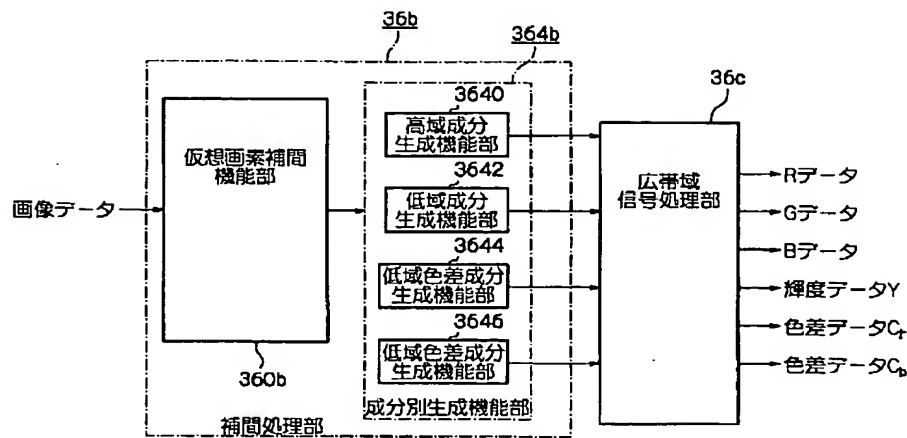 36b
364b
36c
3640
高域成分
生成機能部
3642
低域成分
生成機能部
3644
低域色差成分
生成機能部
3646
低域色差成分
生成機能部
成分別生成機能部
仮想画素補間
機能部
360b
補間処理部
画像データ
広帯域
信号処理部
Rデータ
Gデータ
Bデータ
輝度データY
色差データCr
色差データCb